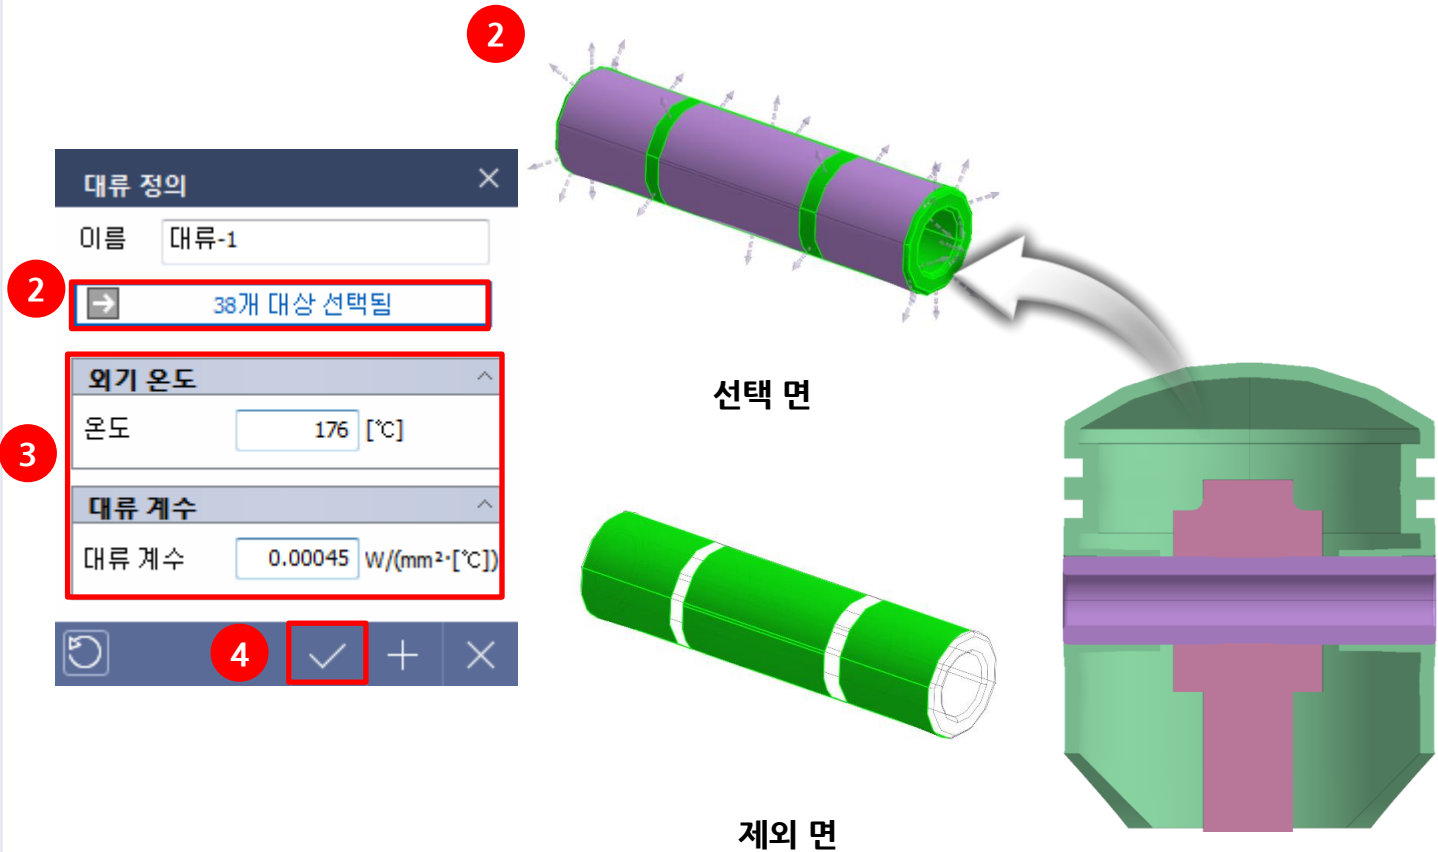 2
대류 정의
이름 대류-1
2
38개 대상 선택됨
외기 온도
온도 176 [℃]
3
대류 계수
대류 계수 0.00045 W/(mm²·[℃])
4
선택 면
제외 면